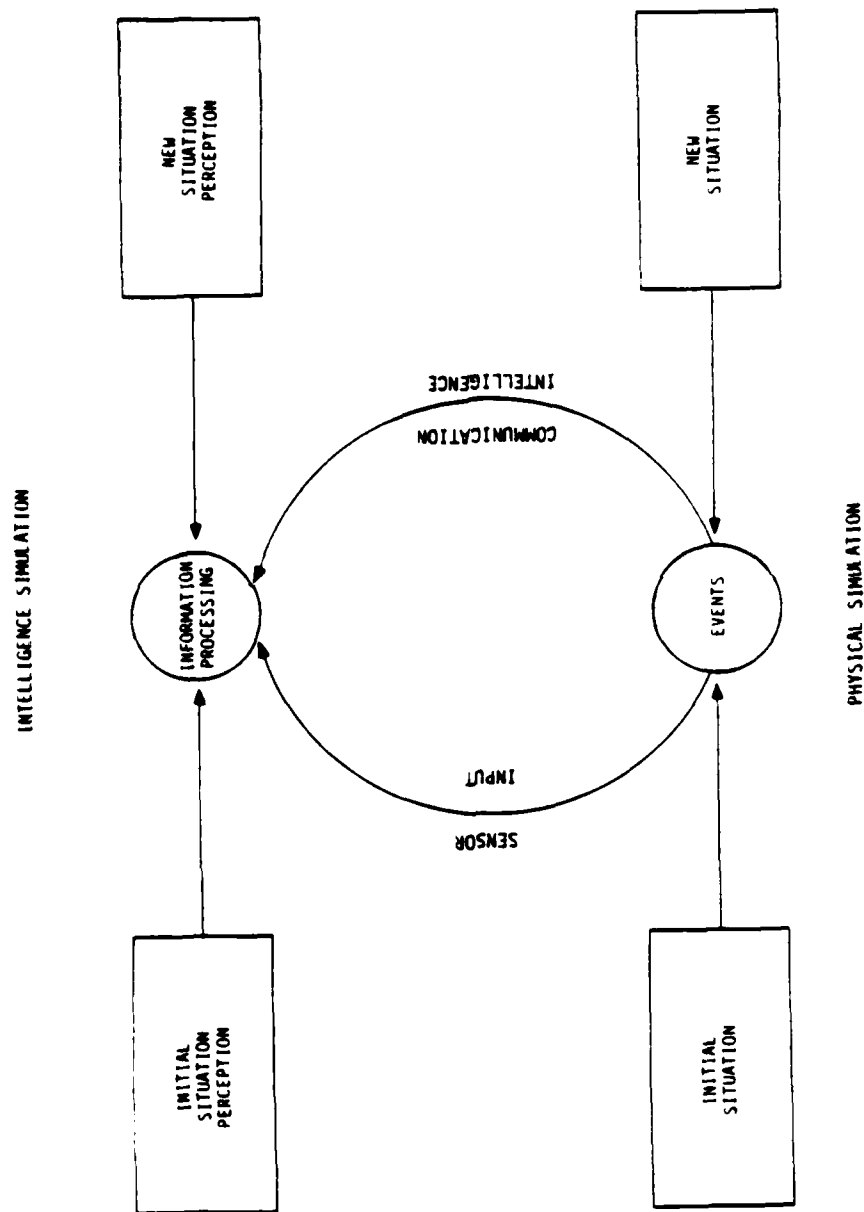 INTELLIGENCE SIMULATION
INITIAL
SITUATION
PERCEPTION
INFORMATION
PROCESSING
NEW
SITUATION
PERCEPTION
SENSOR
INPUT
COMMUNICATION
INTELLIGENCE
INITIAL
SITUATION
EVENTS
NEW
SITUATION
PHYSICAL SIMULATION